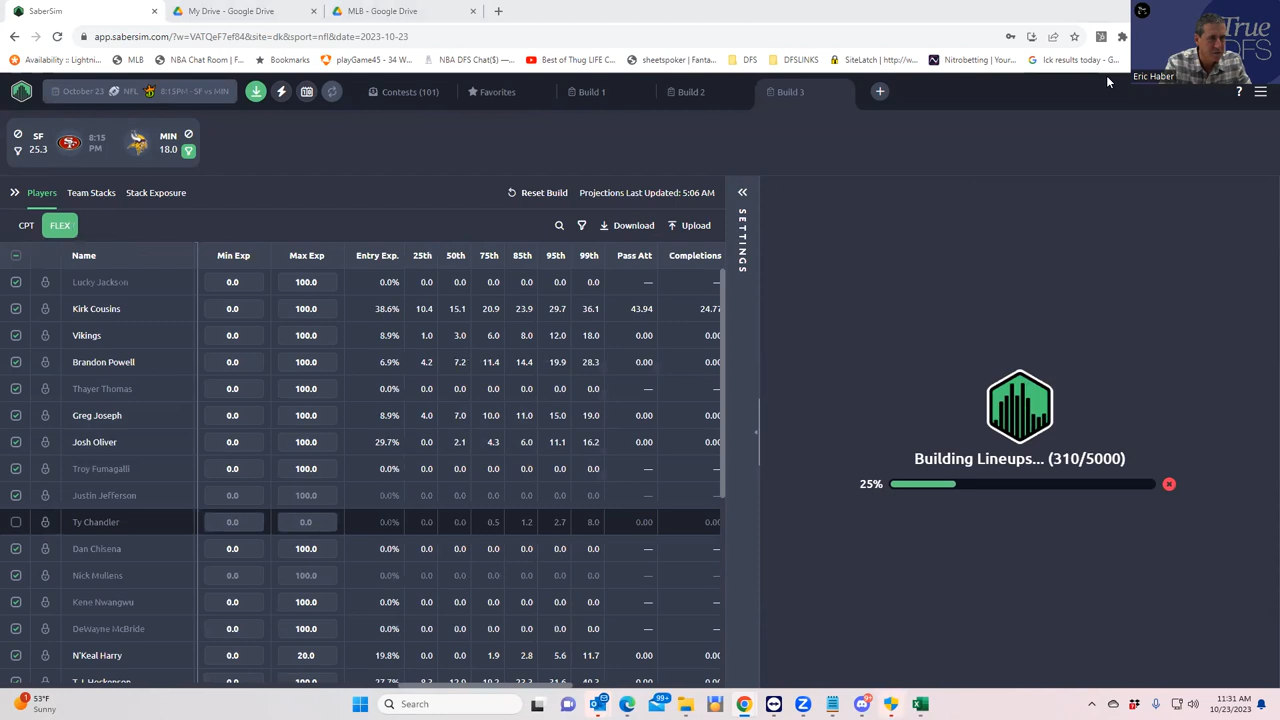 SaberSim
My Drive - Google Drive
MLB - Google Drive
app.sabersim.com/?w=VATQeF7ef84&site=dk&sport=nfl&date=2023-10-23
Availability :: Lightnin...
MLB
NBA Chat Room | F...
Bookmarks
playGame45 - 34 W...
NBA DFS Chat($)---...
Best of Thug LIFE C...
sheetspoker | Fanta...
DFS
DFSLINKS
SiteLatch | http://w...
Nitrobetting | Your...
Ick results today - G...
True
DFS
Eric Haber
October 23
NFL
8:15PM · SF vs MIN
Contests (101)
Favorites
Build 1
Build 2
Build 3
?
SF
25.3
8:15
PM
MIN
18.0
Players
Team Stacks
Stack Exposure
Reset Build
Projections Last Updated: 5:06 AM
CPT
FLEX
Download
Upload
SETTINGS
Name Min Exp Max Exp Entry Exp. 25th 50th 75th 85th 95th 99th Pass Att Completions
Lucky Jackson 0.0 100.0 0.0% 0.0 0.0 0.0 0.0 0.0 0.0 — —
Kirk Cousins 0.0 100.0 38.6% 10.4 15.1 20.9 23.9 29.7 36.1 43.94 24.77
Vikings 0.0 100.0 8.9% 1.0 3.0 6.0 8.0 12.0 18.0 0.00 0.00
Brandon Powell 0.0 100.0 6.9% 4.2 7.2 11.4 14.4 19.9 28.3 0.00 0.00
Thayer Thomas 0.0 100.0 0.0% 0.0 0.0 0.0 0.0 0.0 0.0 — —
Greg Joseph 0.0 100.0 8.9% 4.0 7.0 10.0 11.0 15.0 19.0 0.00 0.00
Josh Oliver 0.0 100.0 29.7% 0.0 2.1 4.3 6.0 11.1 16.2 0.00 0.00
Troy Fumagalli 0.0 100.0 0.0% 0.0 0.0 0.0 0.0 0.0 0.0 — —
Justin Jefferson 0.0 100.0 0.0% 0.0 0.0 0.0 0.0 0.0 0.0 — —
Ty Chandler 0.0 0.0 0.0% 0.0 0.0 0.5 1.2 2.7 8.0 0.00 0.00
Dan Chisena 0.0 100.0 0.0% 0.0 0.0 0.0 0.0 0.0 0.0 — —
Nick Mullens 0.0 100.0 0.0% 0.0 0.0 0.0 0.0 0.0 0.0 — —
Kene Nwangwu 0.0 100.0 0.0% 0.0 0.0 0.0 0.0 0.0 0.0 — —
DeWayne McBride 0.0 100.0 0.0% 0.0 0.0 0.0 0.0 0.0 0.0 — —
N'Keal Harry 0.0 20.0 19.8% 0.0 0.0 1.9 2.8 5.6 11.7 0.00 0.00
Building Lineups... (310/5000)
25%
53°F
Sunny
Search
99+
11:31 AM
10/23/2023